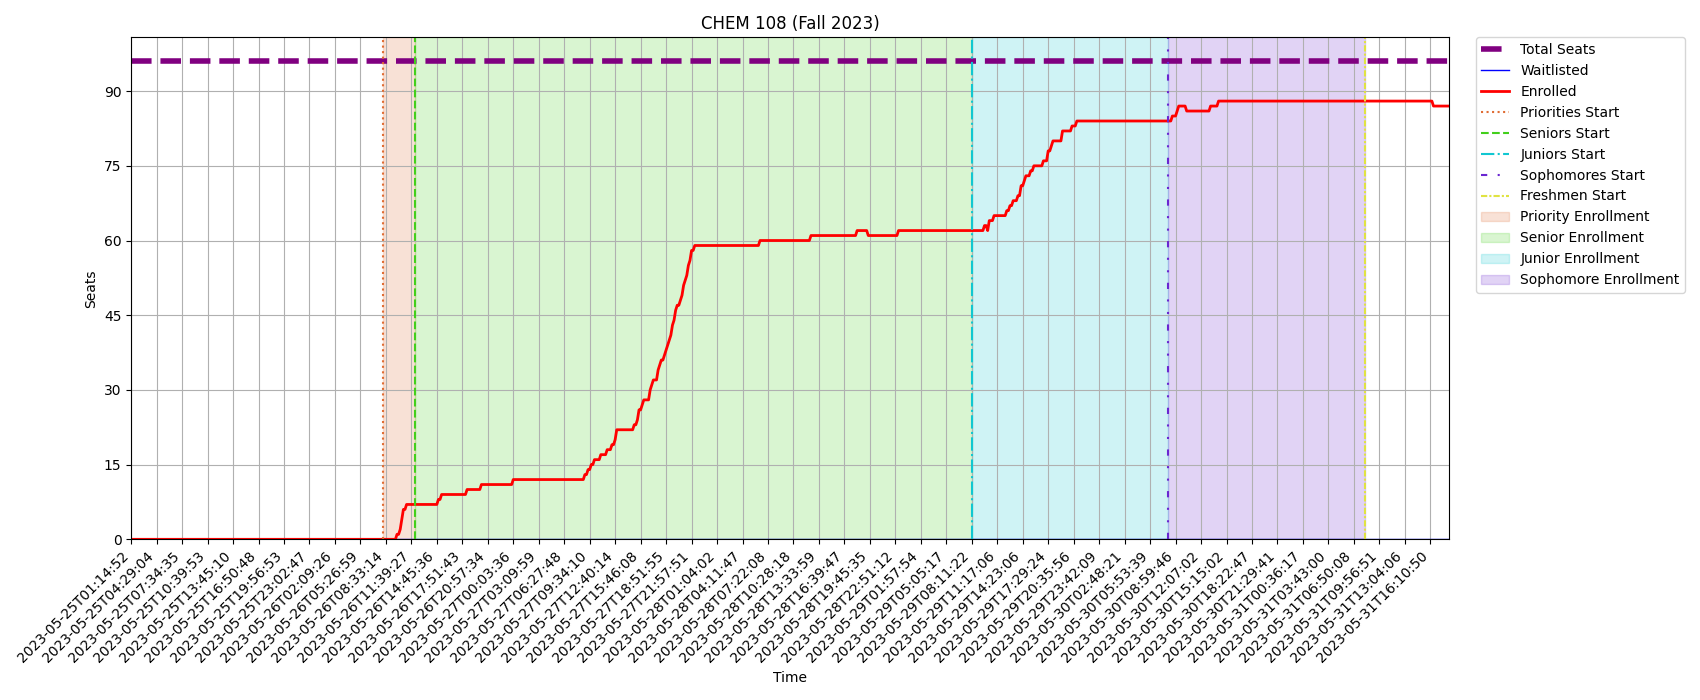 CHEM 108 (Fall 2023)
Seats
90
75
60
45
30
15
0
2023-05-25T01:14:52
2023-05-25T04:29:04
2023-05-25T07:34:35
2023-05-25T10:39:53
2023-05-25T13:45:10
2023-05-25T16:50:48
2023-05-25T19:56:53
2023-05-25T23:02:47
2023-05-26T02:09:26
2023-05-26T05:26:59
2023-05-26T08:33:14
2023-05-26T11:39:27
2023-05-26T14:45:36
2023-05-26T17:51:43
2023-05-26T20:57:34
2023-05-27T00:03:36
2023-05-27T03:09:59
2023-05-27T06:27:48
2023-05-27T09:34:10
2023-05-27T12:40:14
2023-05-27T15:46:08
2023-05-27T18:51:55
2023-05-27T21:57:51
2023-05-28T01:04:02
2023-05-28T04:11:47
2023-05-28T07:22:08
2023-05-28T10:28:18
2023-05-28T13:33:59
2023-05-28T16:39:47
2023-05-28T19:45:35
2023-05-28T22:51:12
2023-05-29T01:57:54
2023-05-29T05:05:17
2023-05-29T08:11:22
2023-05-29T11:17:06
2023-05-29T14:23:06
2023-05-29T17:29:24
2023-05-29T20:35:56
2023-05-29T23:42:09
2023-05-30T02:48:21
2023-05-30T05:53:39
2023-05-30T08:59:46
2023-05-30T12:07:02
2023-05-30T15:15:02
2023-05-30T18:22:47
2023-05-30T21:29:41
2023-05-31T00:36:17
2023-05-31T03:43:00
2023-05-31T06:50:08
2023-05-31T09:56:51
2023-05-31T13:04:06
2023-05-31T16:10:50
Time
Total Seats
Waitlisted
Enrolled
Priorities Start
Seniors Start
Juniors Start
Sophomores Start
Freshmen Start
Priority Enrollment
Senior Enrollment
Junior Enrollment
Sophomore Enrollment